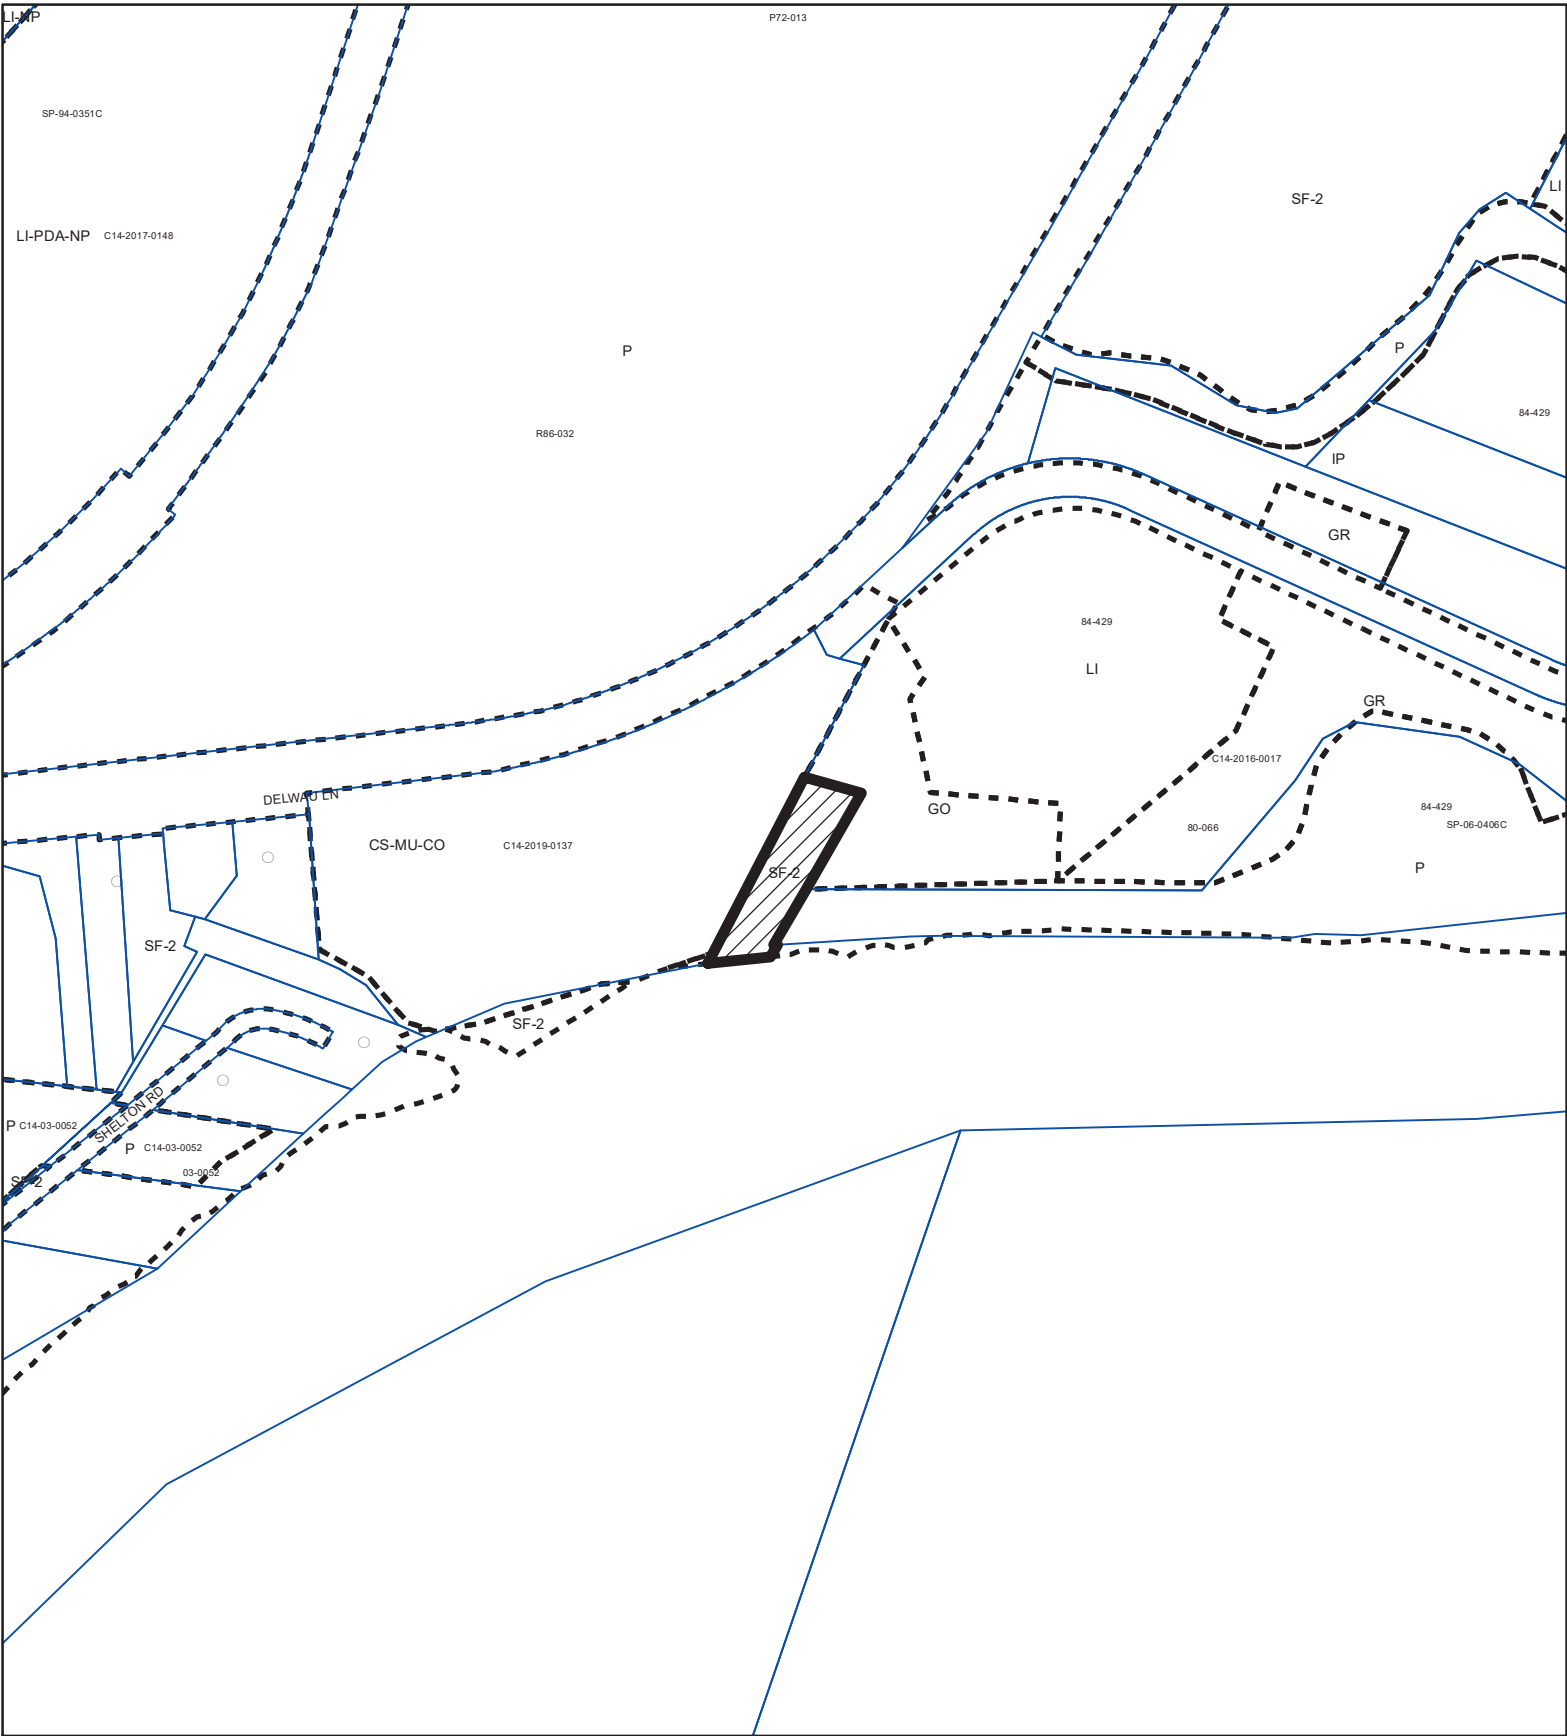 LI-NP
P72-013
SP-94-0351C
LI
SF-2
LI-PDA-NP
C14-2017-0148
P
P
84-429
R86-032
IP
GR
84-429
LI
GR
C14-2016-0017
DELWAU LN
GO
84-429
SP-06-0406C
80-066
CS-MU-CO
C14-2019-0137
P
SF-2
SF-2
SF-2
SHELTON RD
P
C14-03-0052
P
C14-03-0052
03-0052
SF-2